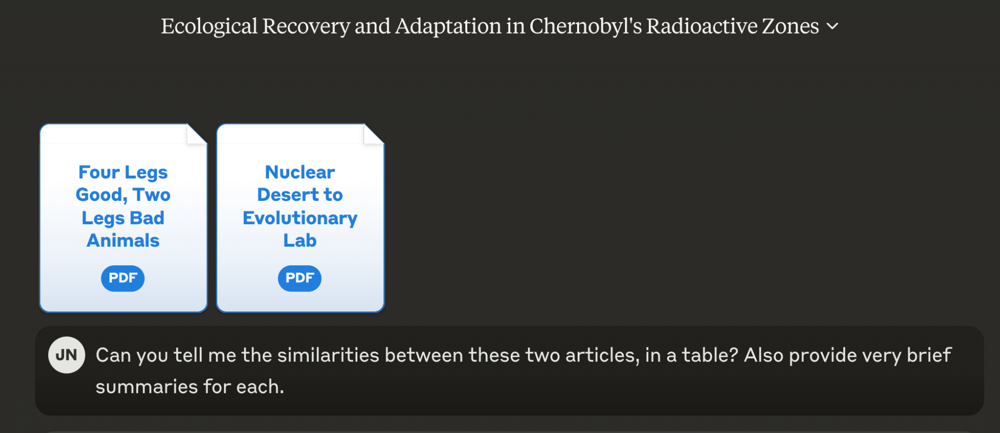 Ecological Recovery and Adaptation in Chernobyl's Radioactive Zones
Four Legs
Good, Two
Legs Bad
Animals
PDF
Nuclear
Desert to
Evolutionary
Lab
PDF
JN
Can you tell me the similarities between these two articles, in a table? Also provide very brief
summaries for each.